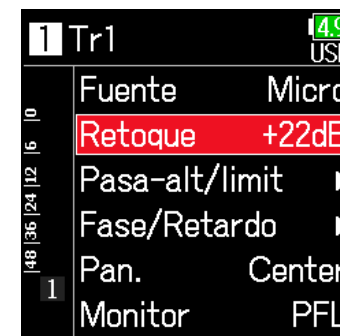 1 Tr1 4.9
USB
Fuente Micro
Retoque +22dB
Pasa-alt/limit
Fase/Retardo
Pan. Center
Monitor PFL
0
6
12
24
36
48
1